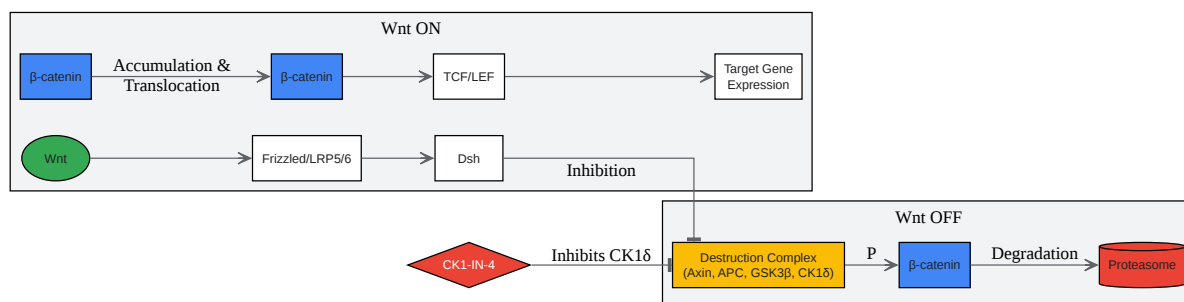 Wnt ON
β-catenin
Accumulation &
Translocation
β-catenin
TCF/LEF
Target Gene
Expression
Wnt
Frizzled/LRP5/6
Dsh
Inhibition
Wnt OFF
CK1-IN-4
Inhibits CK1δ
Destruction Complex
(Axin, APC, GSK3β, CK1δ)
P
β-catenin
Degradation
Proteasome